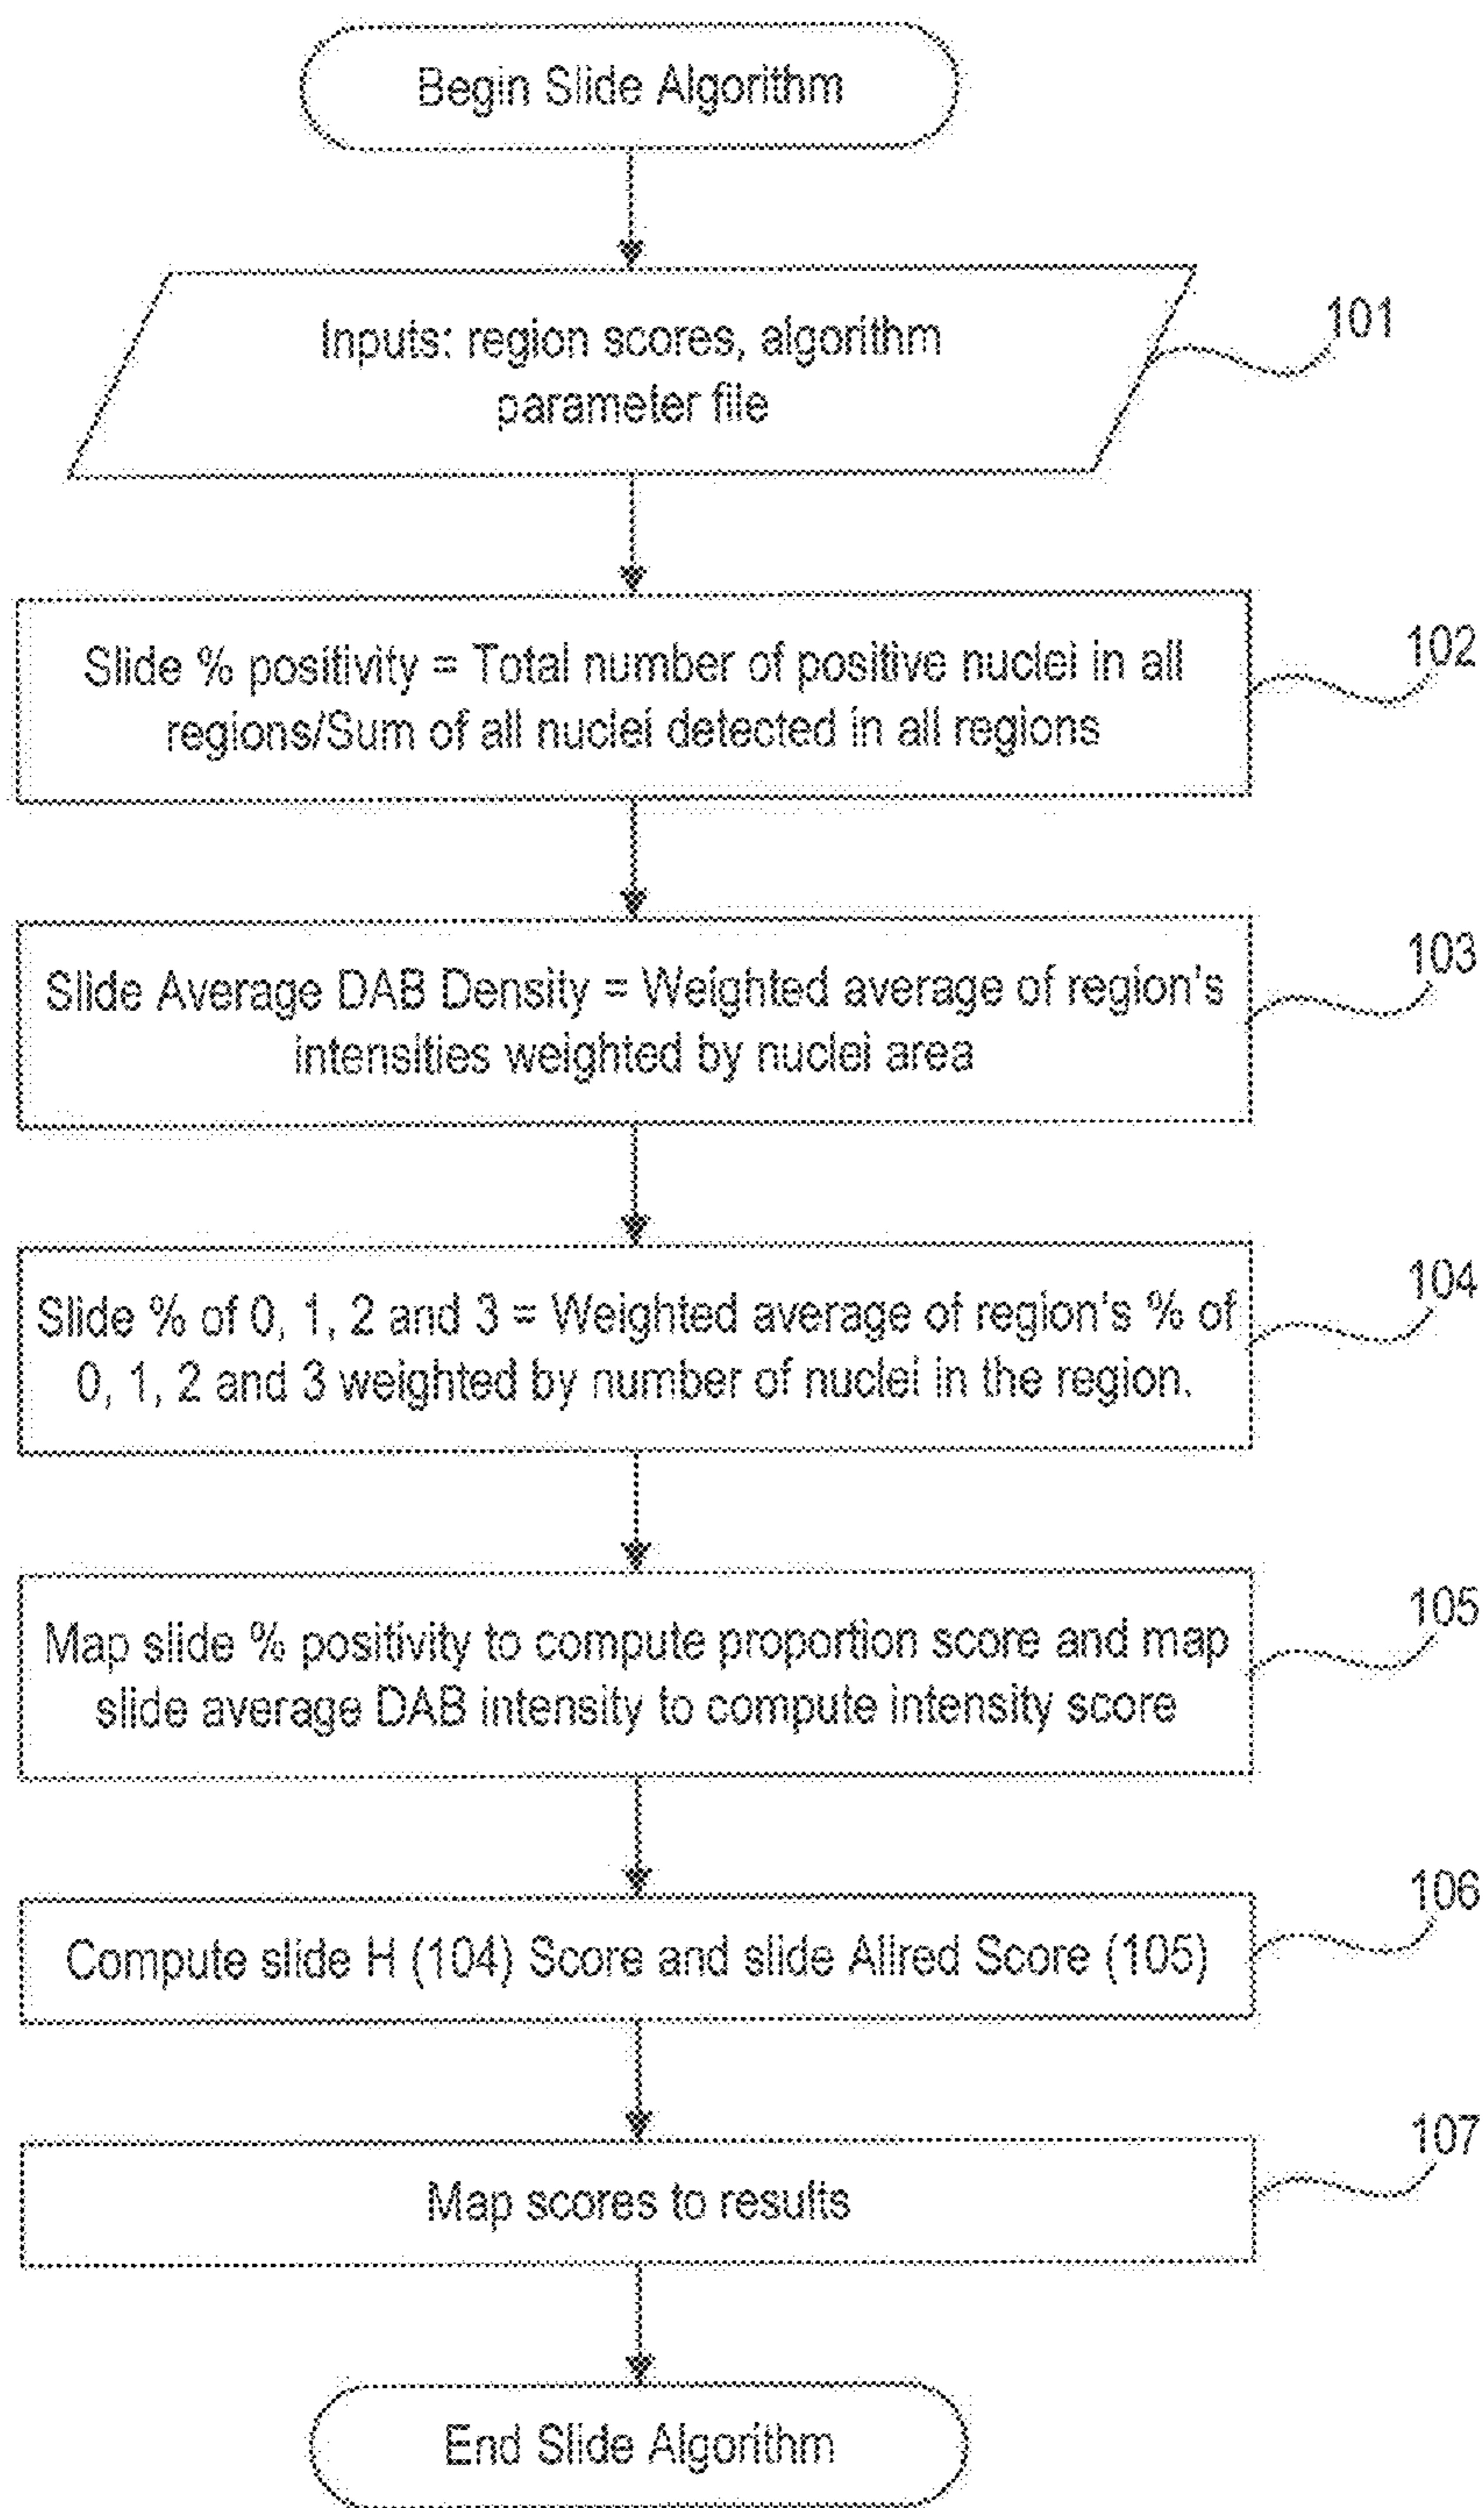 Begin Slide Algorithm
Inputs: region scores, algorithm
parameter file
101
Slide % positivity = Total number of positive nuclei in all
regions/Sum of all nuclei detected in all regions
102
Slide Average DAB Density = Weighted average of region's
intensities weighted by nuclei area
103
Slide % of 0, 1, 2 and 3 = Weighted average of region's % of
0, 1, 2 and 3 weighted by number of nuclei in the region.
104
Map slide % positivity to compute proportion score and map
slide average DAB intensity to compute intensity score
105
Compute slide H (104) Score and slide Allred Score (105)
106
Map scores to results
107
End Slide Algorithm